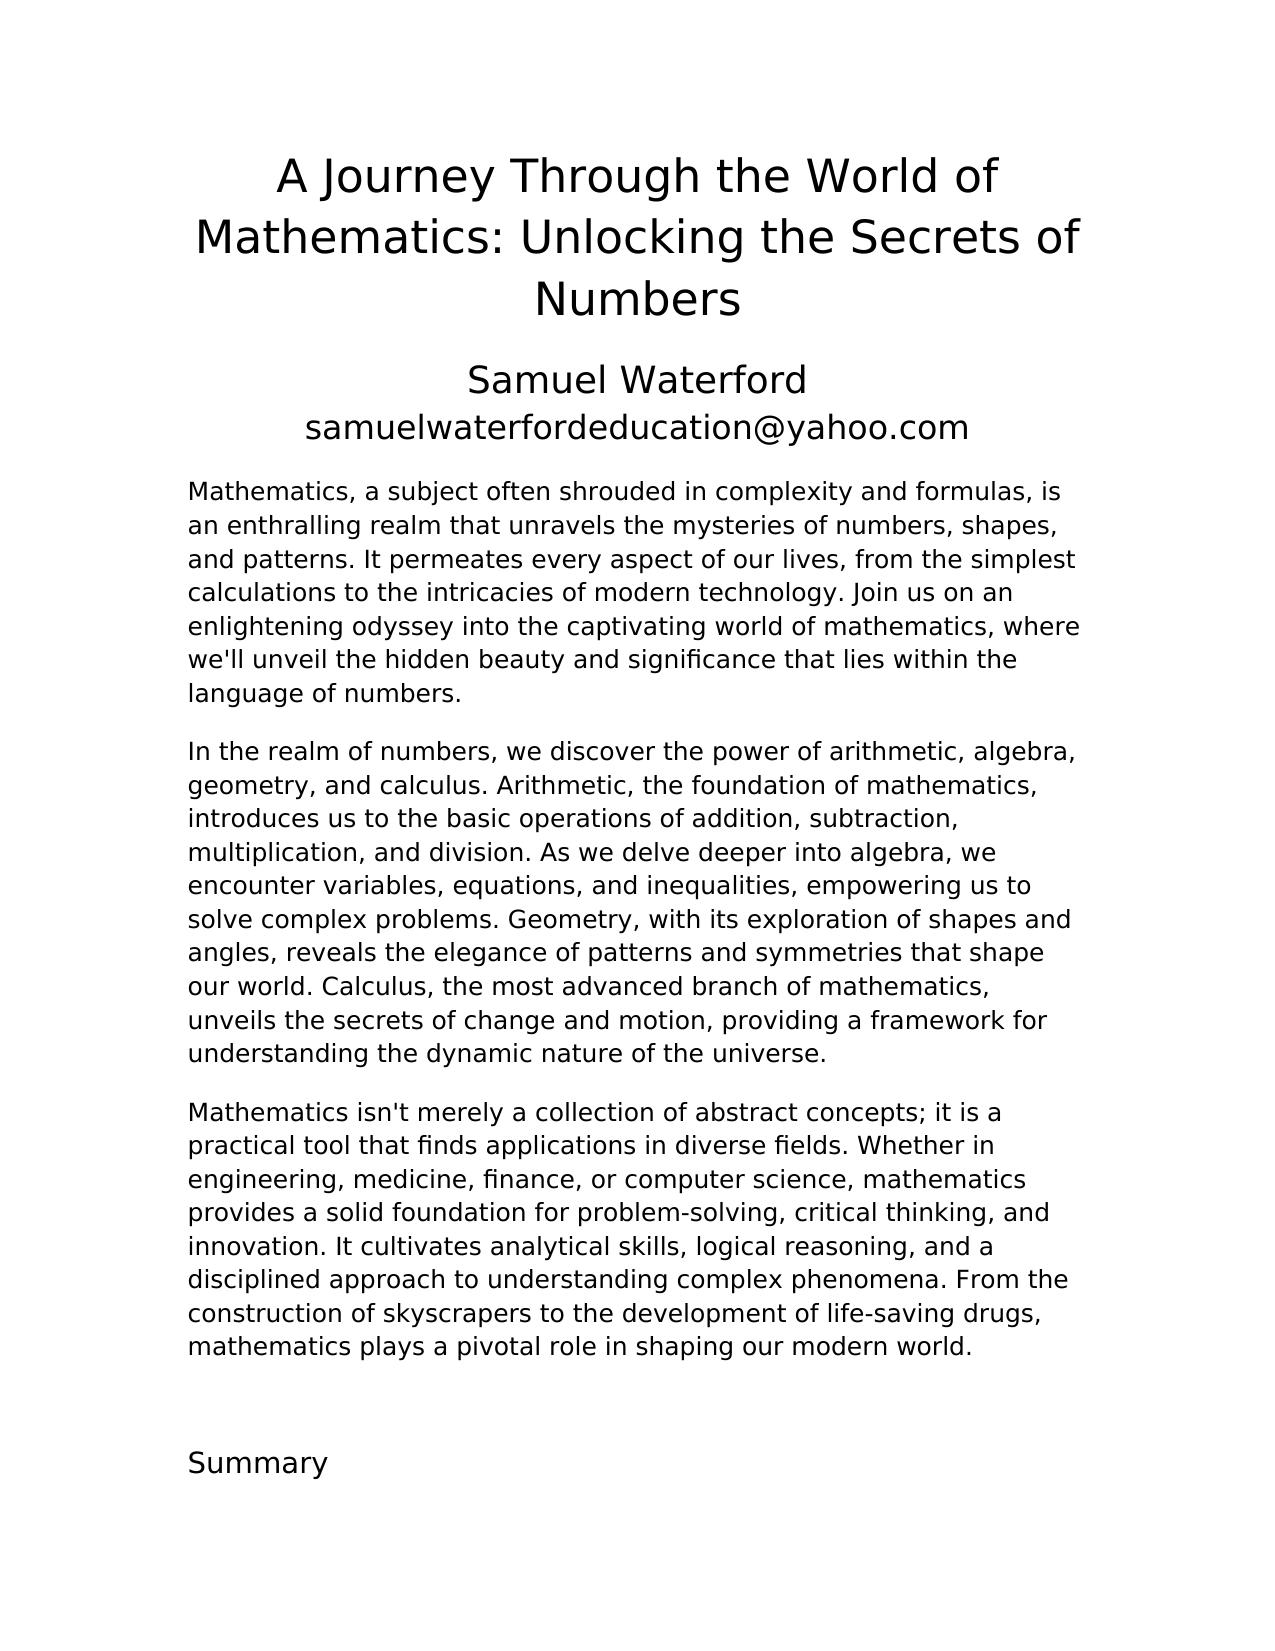 A Journey Through the World of
Mathematics: Unlocking the Secrets of
Numbers
Samuel Waterford
samuelwaterfordeducation@yahoo.com
Mathematics, a subject often shrouded in complexity and formulas, is
an enthralling realm that unravels the mysteries of numbers, shapes,
and patterns. It permeates every aspect of our lives, from the simplest
calculations to the intricacies of modern technology. Join us on an
enlightening odyssey into the captivating world of mathematics, where
we'll unveil the hidden beauty and significance that lies within the
language of numbers.
In the realm of numbers, we discover the power of arithmetic, algebra,
geometry, and calculus. Arithmetic, the foundation of mathematics,
introduces us to the basic operations of addition, subtraction,
multiplication, and division. As we delve deeper into algebra, we
encounter variables, equations, and inequalities, empowering us to
solve complex problems. Geometry, with its exploration of shapes and
angles, reveals the elegance of patterns and symmetries that shape
our world. Calculus, the most advanced branch of mathematics,
unveils the secrets of change and motion, providing a framework for
understanding the dynamic nature of the universe.
Mathematics isn't merely a collection of abstract concepts; it is a
practical tool that finds applications in diverse fields. Whether in
engineering, medicine, finance, or computer science, mathematics
provides a solid foundation for problem-solving, critical thinking, and
innovation. It cultivates analytical skills, logical reasoning, and a
disciplined approach to understanding complex phenomena. From the
construction of skyscrapers to the development of life-saving drugs,
mathematics plays a pivotal role in shaping our modern world.
Summary